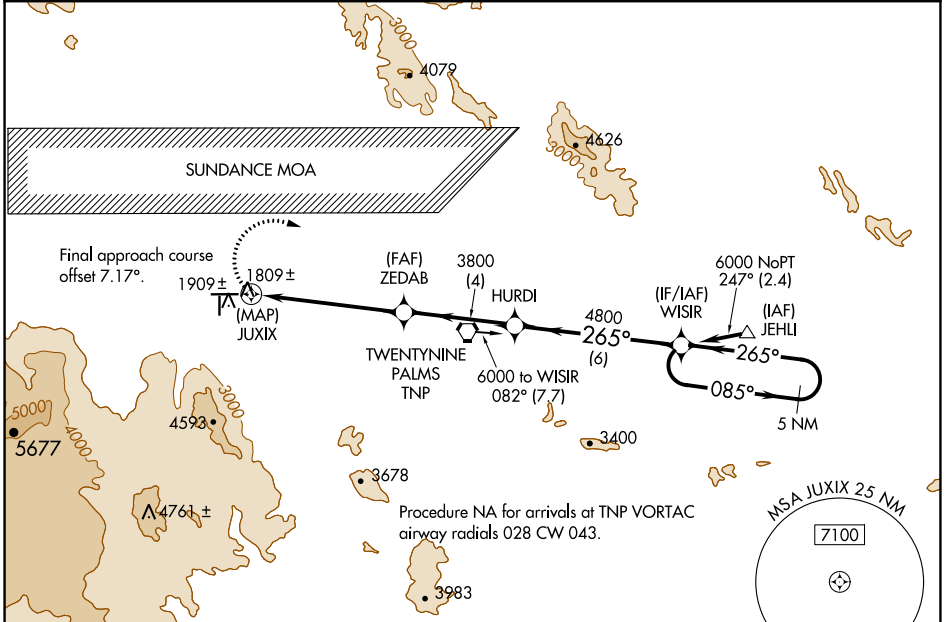 3000
4079
4626
3000
SUNDANCE MOA
Final approach course
offset 7.17°.
1909 ±
1809 ±
(MAP)
JUXIX
(FAF)
ZEDAB
3800
(4)
HURDI
4800
265°
(6)
(IF/IAF)
WISIR
6000 NoPT
247° (2.4)
(IAF)
JEHLI
265°
085°
5 NM
TWENTYNINE
PALMS
TNP
6000 to WISIR
082° (7.7)
5000
4000
3000
5677
4593
4761 ±
3678
3400
3983
Procedure NA for arrivals at TNP VORTAC
airway radials 028 CW 043.
MSA JUXIX 25 NM
7100